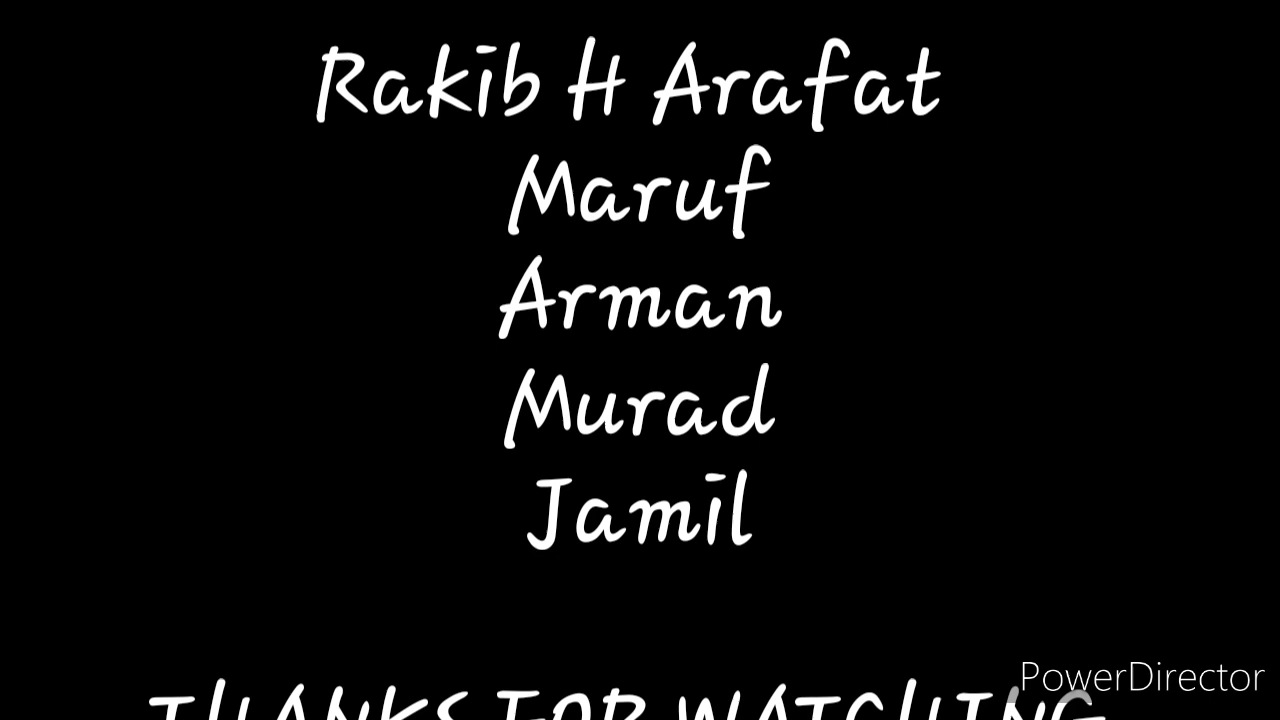 Rakib H Arafat
Maruf
Arman
Murad
Jamil
PowerDirector
THANKS FOR WATCHING